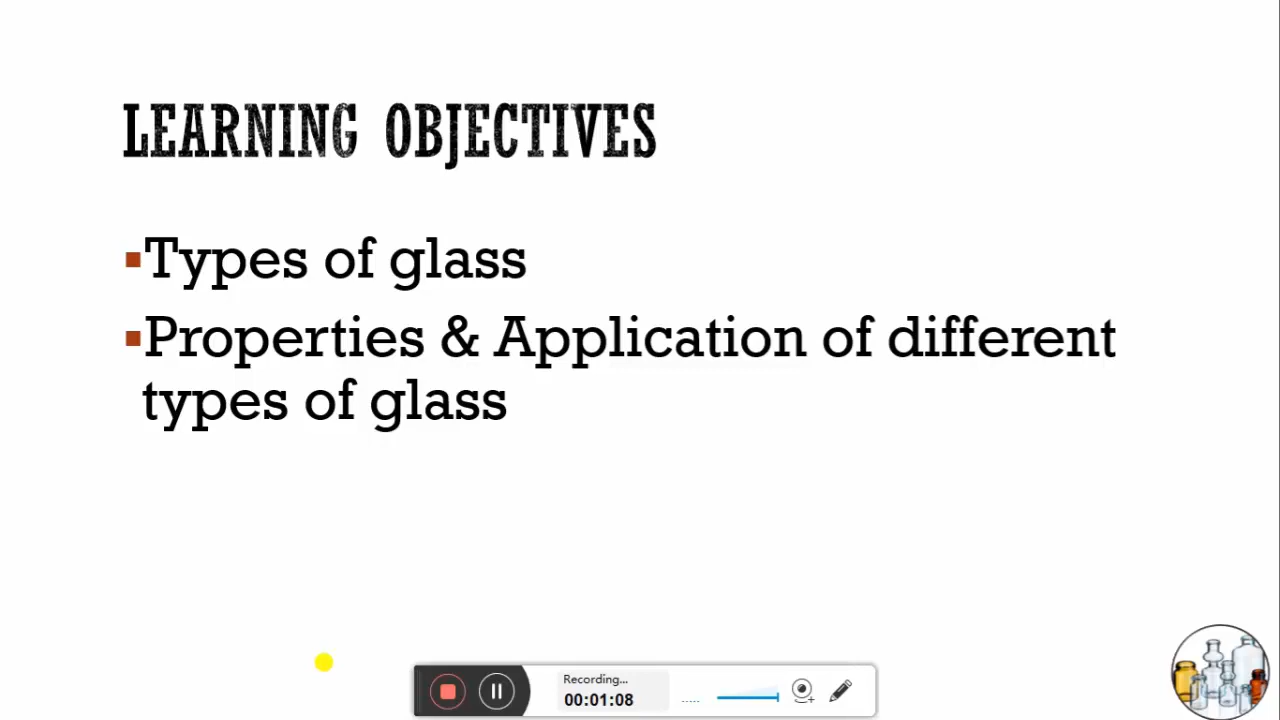 LEARNING OBJECTIVES
▪Types of glass
▪Properties & Application of different
types of glass
Recording...
00:01:08